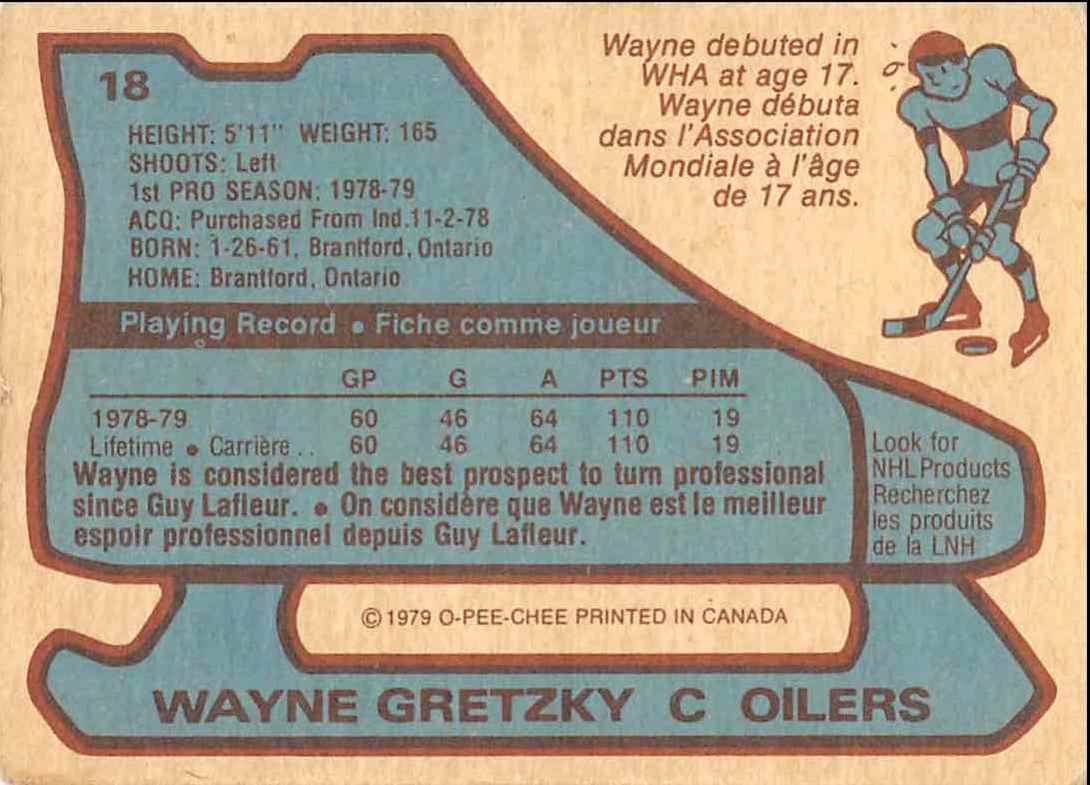 18
Wayne debuted in
WHA at age 17.
Wayne débuta
dans l'Association
Mondiale à l'âge
de 17 ans.
HEIGHT: 5'11" WEIGHT: 165
SHOOTS: Left
1st PRO SEASON: 1978-79
ACQ: Purchased From Ind.11-2-78
BORN: 1-26-61, Brantford, Ontario
HOME: Brantford, Ontario
Playing Record • Fiche comme joueur
GP G A PTS PIM
1978-79 60 46 64 110 19
Lifetime • Carrière .. 60 46 64 110 19
Wayne is considered the best prospect to turn professional
since Guy Lafleur. • On considère que Wayne est le meilleur
espoir professionnel depuis Guy Lafleur.
Look for
NHL Products
Recherchez
les produits
de la LNH
© 1979 O-PEE-CHEE PRINTED IN CANADA
WAYNE GRETZKY C OILERS